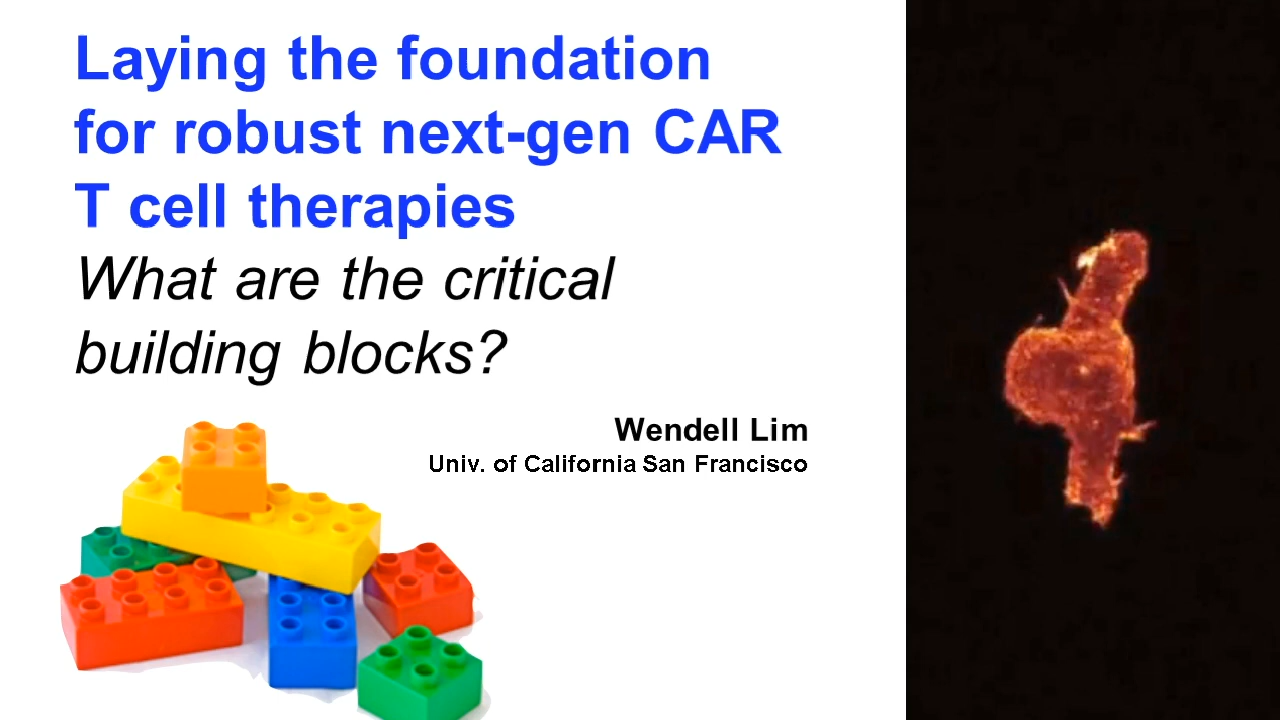 Laying the foundation
for robust next-gen CAR
T cell therapies
What are the critical
building blocks?
Wendell Lim
Univ. of California San Francisco